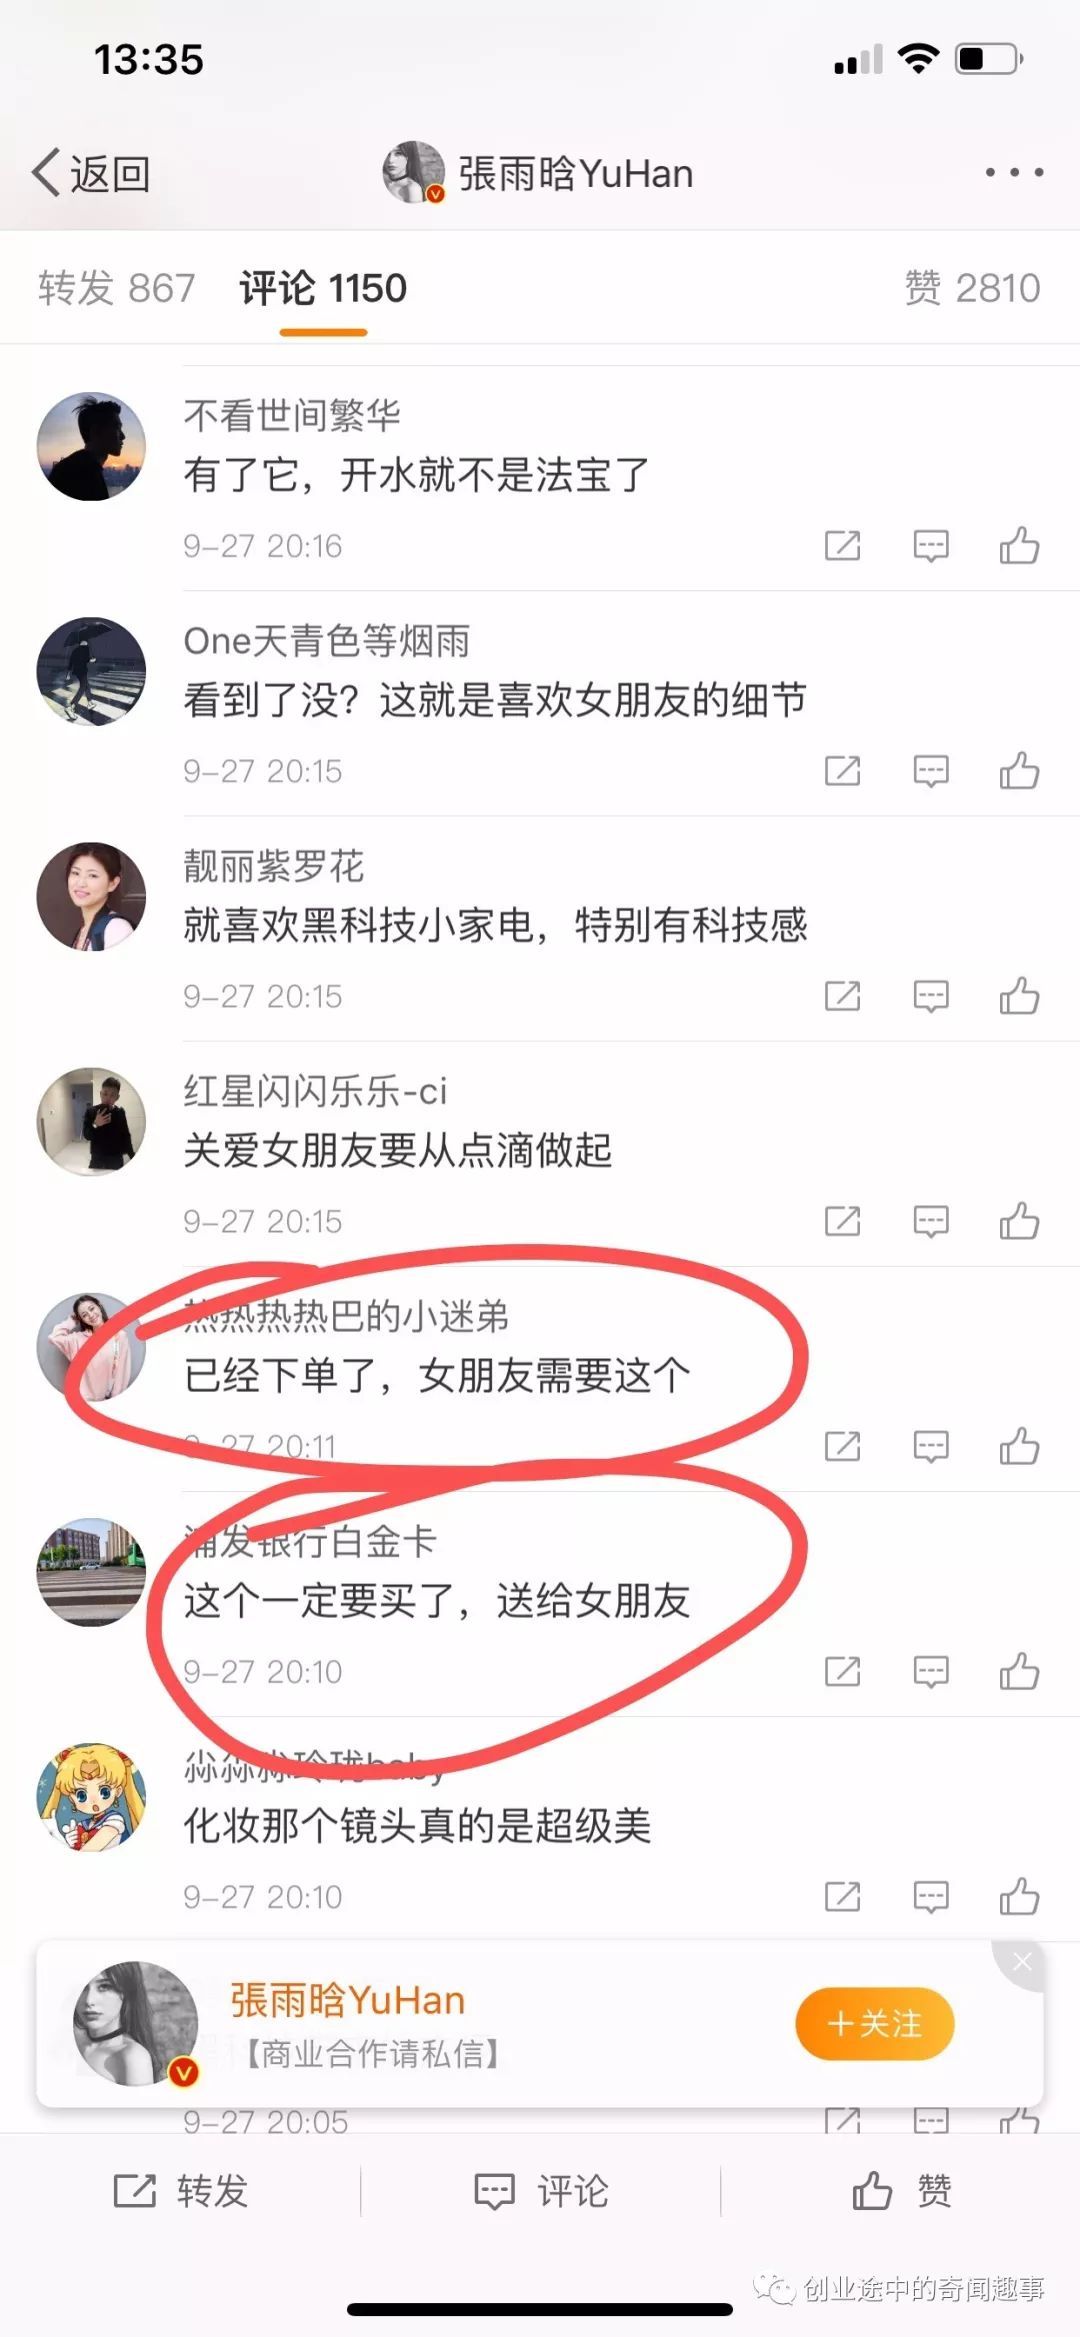 13:35
返回
張雨晗YuHan
转发 867 评论 1150 赞 2810
不看世间繁华
有了它，开水就不是法宝了
9-27 20:16
One天青色等烟雨
看到了没？这就是喜欢女朋友的细节
9-27 20:15
靓丽紫罗花
就喜欢黑科技小家电，特别有科技感
9-27 20:15
红星闪闪乐乐-ci
关爱女朋友要从点滴做起
9-27 20:15
热热热热巴的小迷弟
已经下单了，女朋友需要这个
9-27 20:11
浦发银行白金卡
这个一定要买了，送给女朋友
9-27 20:10
玲珑baby
化妆那个镜头真的是超级美
9-27 20:10
張雨晗YuHan
【商业合作请私信】
+关注
9-27 20:05
转发 评论 赞
创业途中的奇闻趣事